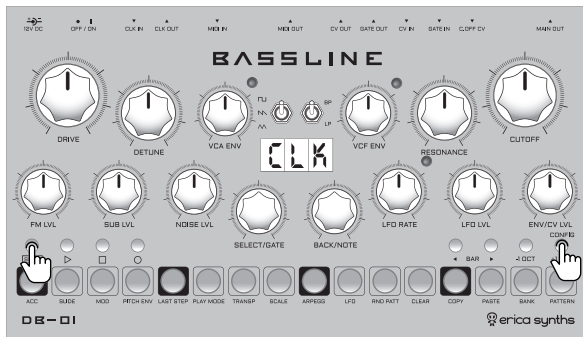 12V DC OFF / ON CLK IN CLK OUT MIDI IN MIDI OUT CV OUT GATE OUT CV IN GATE IN C.OFF CV MAIN OUT
BASSLINE
BP
LP
DRIVE DETUNE VCA ENV VCF ENV RESONANCE CUTOFF
CLK
FM LVL SUB LVL NOISE LVL SELECT/GATE BACK/NOTE LFO RATE LFO LVL ENV/CV LVL
CONFIG
BAR -1 OCT
ACC SLIDE MOD PITCH ENV LAST STEP PLAY MODE TRANSP SCALE ARPEGG LFO RND PATT CLEAR COPY PASTE BANK PATTERN
DB-01 erica synths